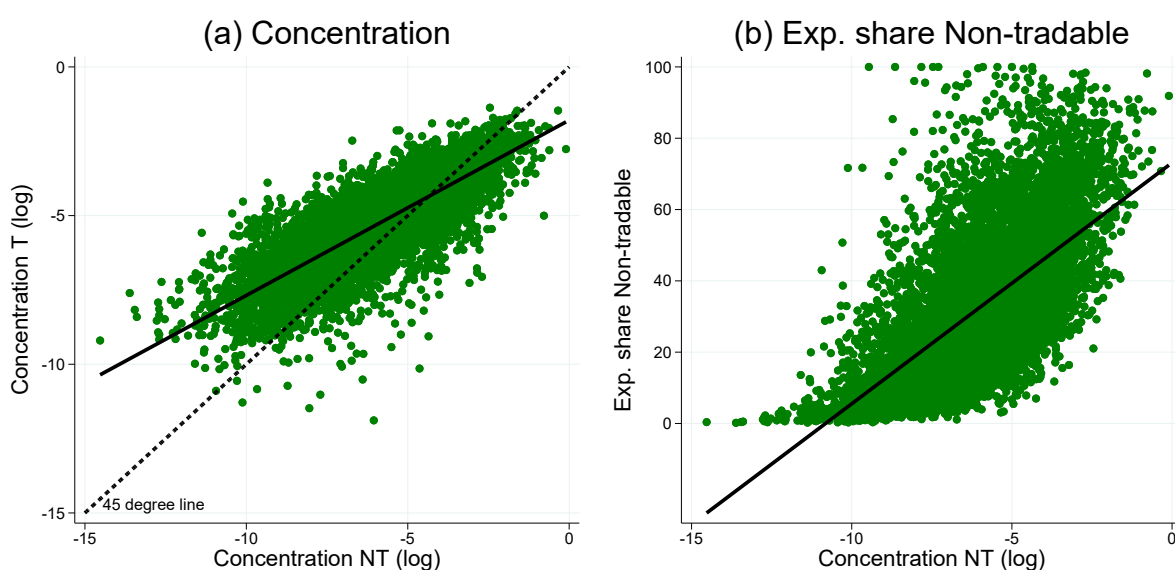 (a) Concentration
0
-5
-10
-15
Concentration T (log)
45 degree line
-15
-10
-5
0
Concentration NT (log)
(b) Exp. share Non-tradable
100
80
60
40
20
0
Exp. share Non-tradable
-15
-10
-5
0
Concentration NT (log)